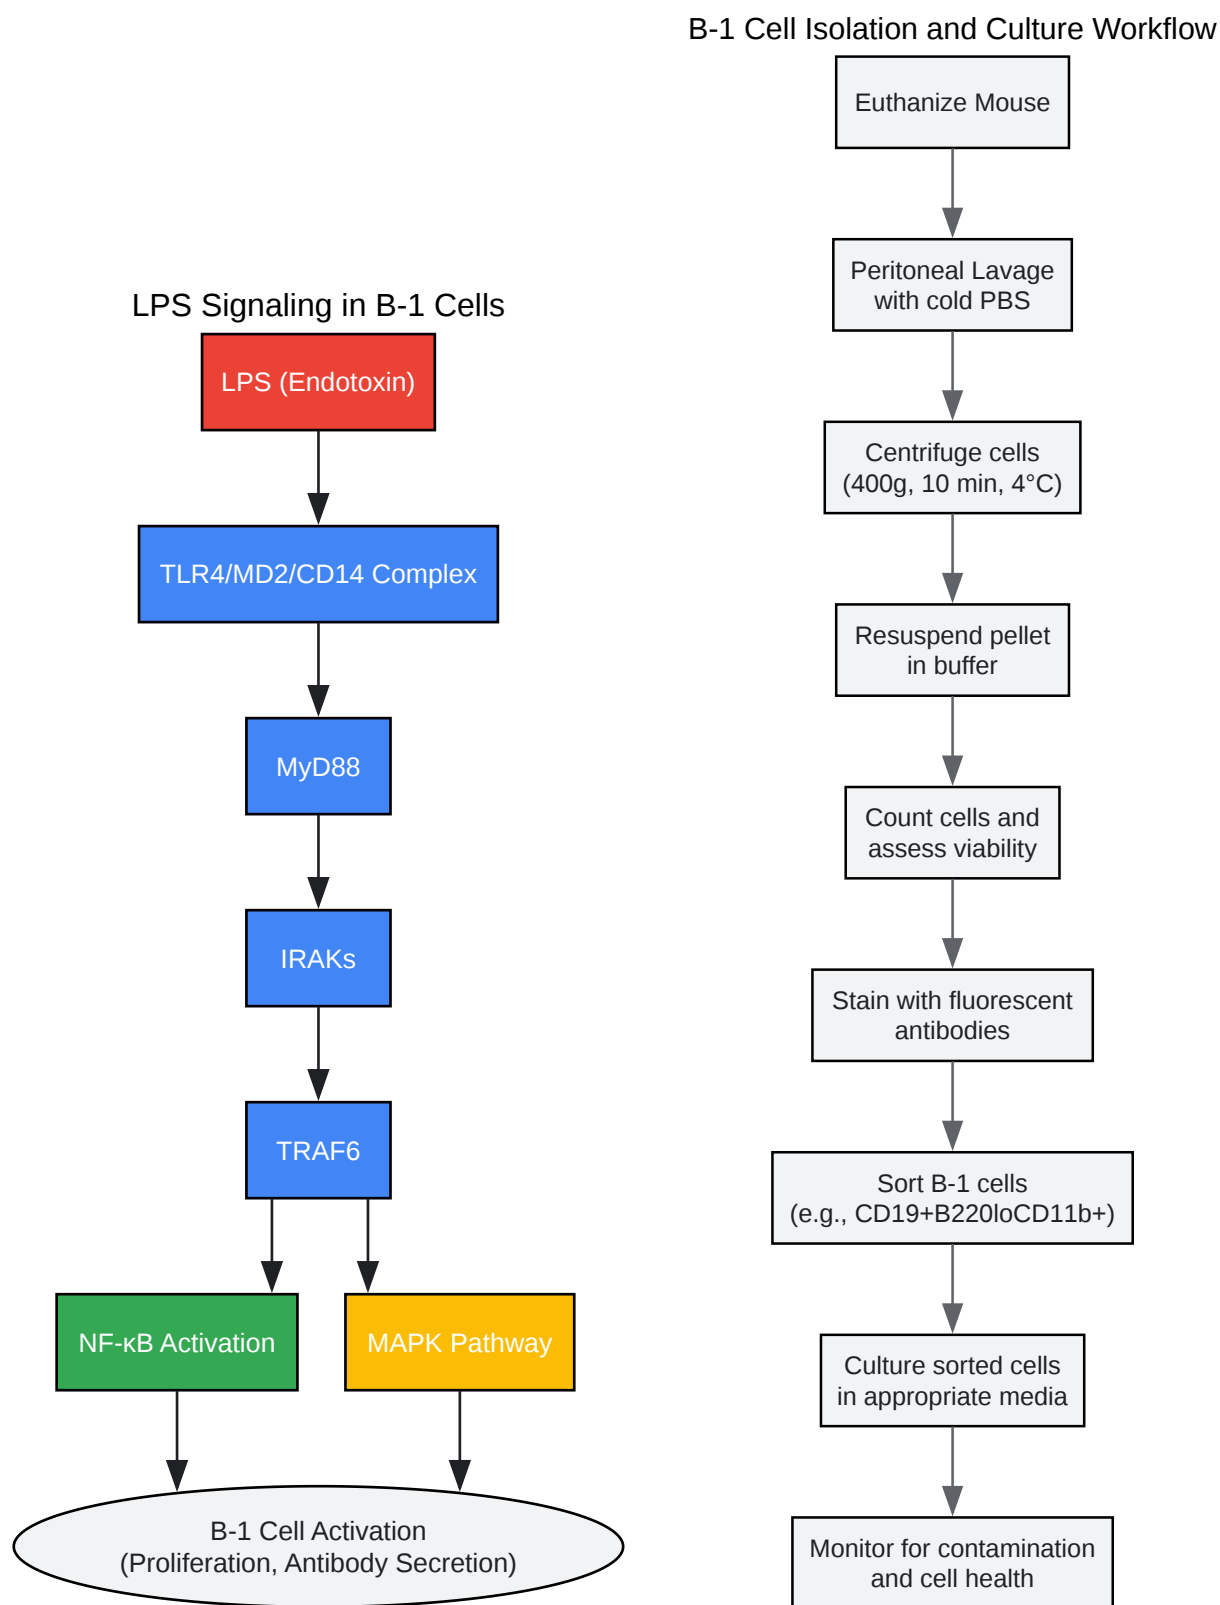 LPS Signaling in B-1 Cells
LPS (Endotoxin)
TLR4/MD2/CD14 Complex
MyD88
IRAKs
TRAF6
NF-κB Activation
MAPK Pathway
B-1 Cell Activation
(Proliferation, Antibody Secretion)
B-1 Cell Isolation and Culture Workflow
Euthanize Mouse
Peritoneal Lavage
with cold PBS
Centrifuge cells
(400g, 10 min, 4°C)
Resuspend pellet
in buffer
Count cells and
assess viability
Stain with fluorescent
antibodies
Sort B-1 cells
(e.g., CD19+B220loCD11b+)
Culture sorted cells
in appropriate media
Monitor for contamination
and cell health